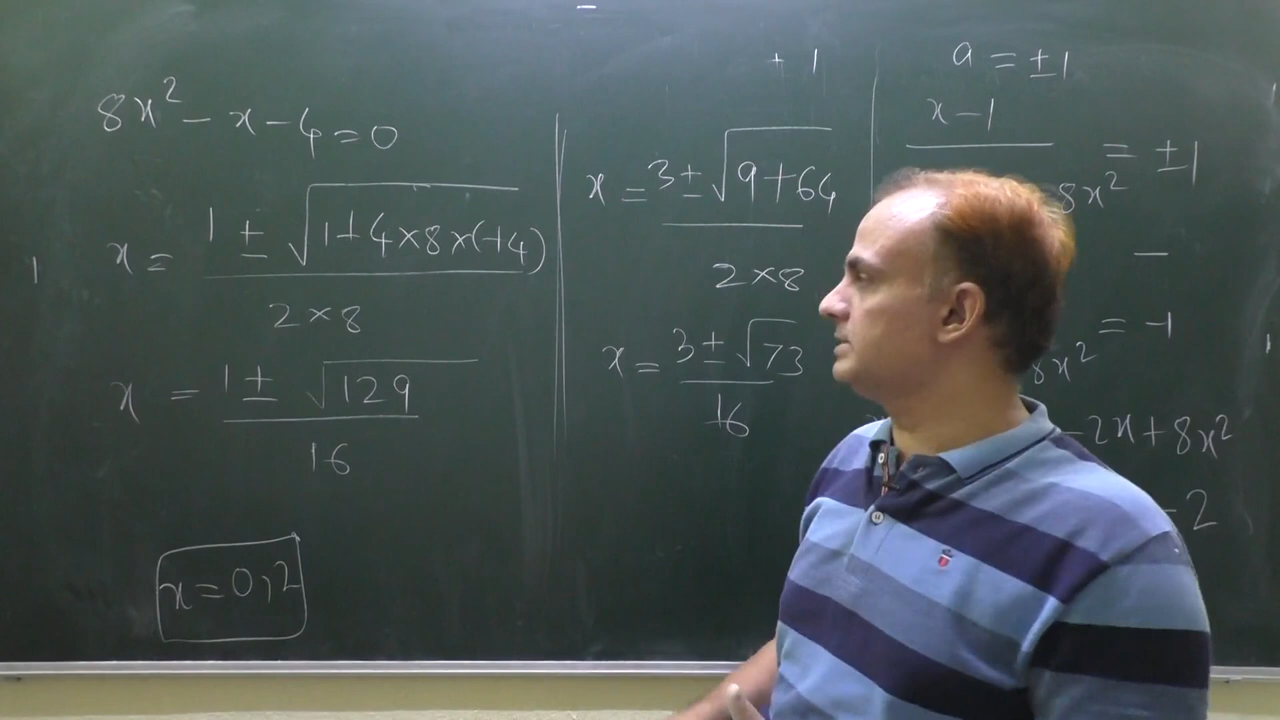 8x² - x - 4 = 0
x = 1 ± √1+4×8×(+4)
2×8
x = 1 ± √129
16
x = 0, 2
+ 1
x = 3 ± √9+64
2×8
x = 3 ± √73
16
a = ±1
x - 1
= ±1
8x²
= -1
8x²
-2x + 8x²
- 2